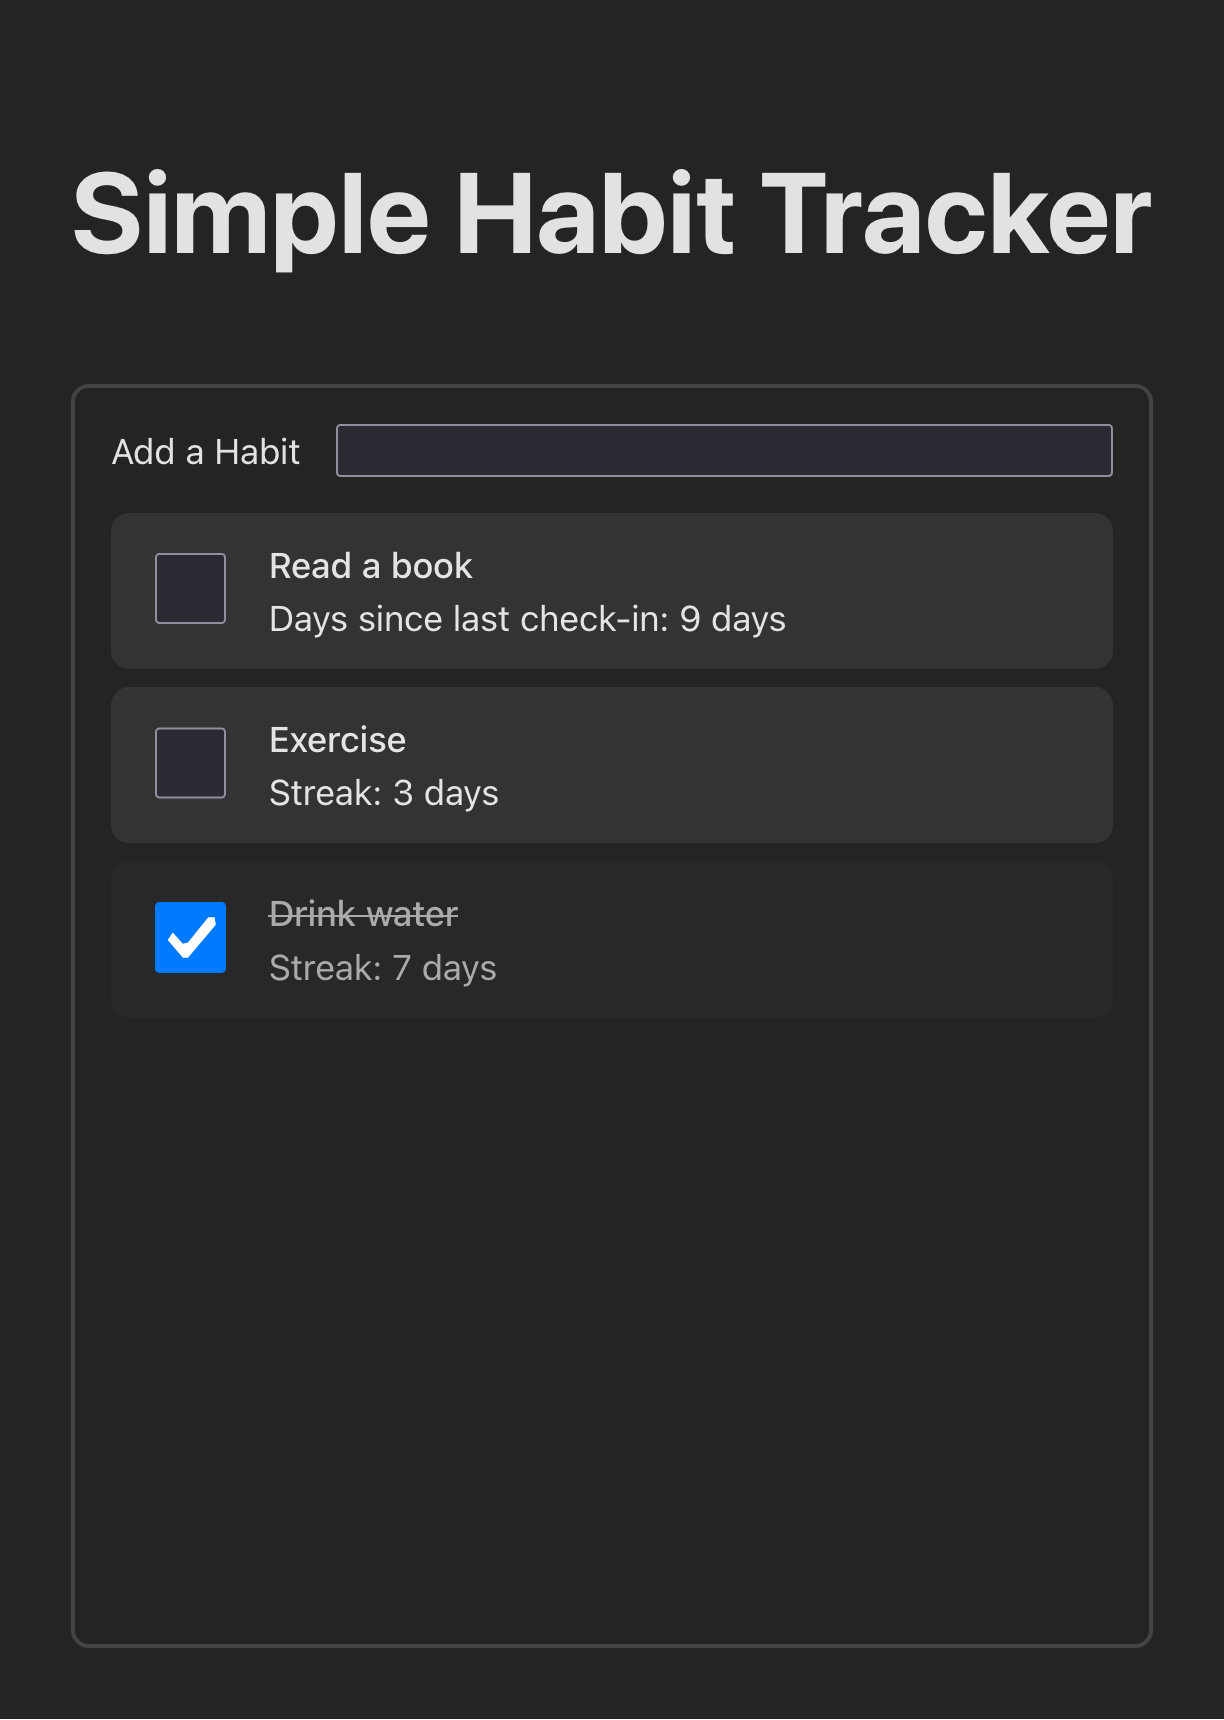 Simple Habit Tracker
Add a Habit
Read a book
Days since last check-in: 9 days
Exercise
Streak: 3 days
Drink water
Streak: 7 days